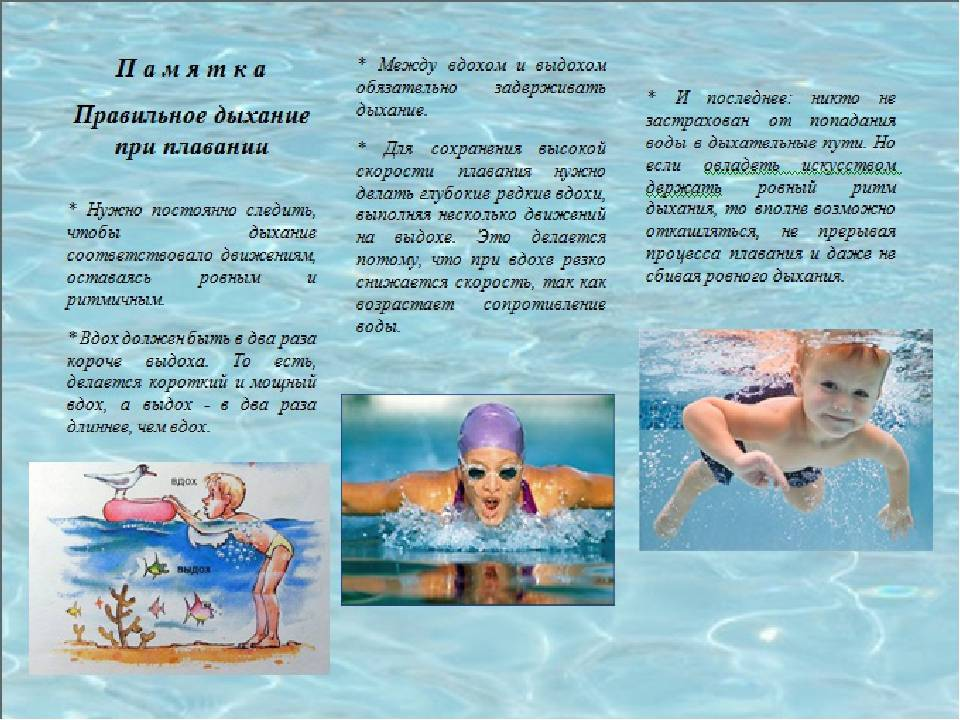 П а м я т к а
Правильное дыхание
при плавании
* Нужно постоянно следить,
чтобы дыхание
соответствовало движениям,
оставаясь ровным и
ритмичным.
* Вдох должен быть в два раза
короче выдоха. То есть,
делается короткий и мощный
вдох, а выдох - в два раза
длиннее, чем вдох.
вдох
выдох
* Между вдохом и выдохом
обязательно задерживать
дыхание.
* Для сохранения высокой
скорости плавания нужно
делать глубокие редкие вдохи,
выполняя несколько движений
на выдохе. Это делается
потому, что при вдохе резко
снижается скорость, так как
возрастает сопротивление
воды.
* И последнее: никто не
застрахован от попадания
воды в дыхательные пути. Но
если овладеть искусством
держать ровный ритм
дыхания, то вполне возможно
откашляться, не прерывая
процесса плавания и даже не
сбивая ровного дыхания.